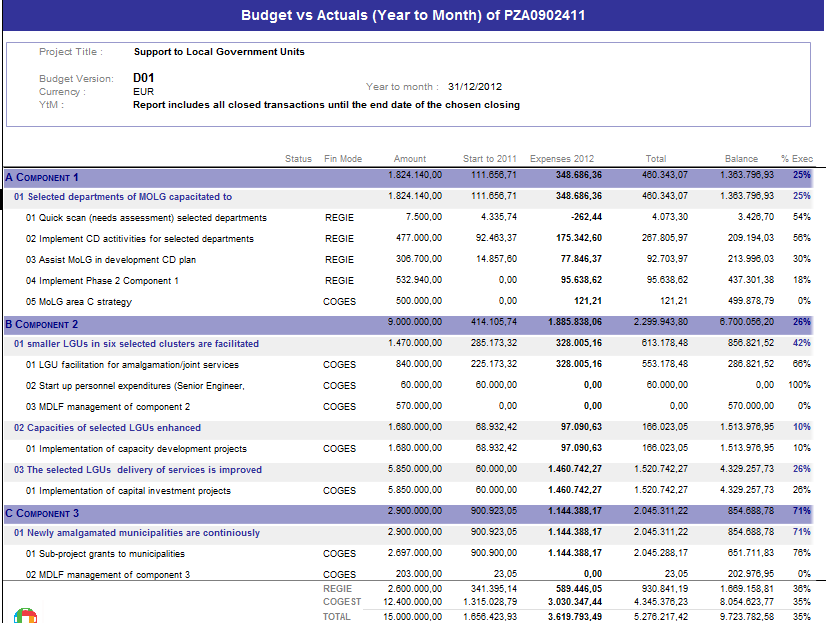 Budget vs Actuals (Year to Month) of PZA0902411
Project Title : Support to Local Government Units
Budget Version: D01
Year to month : 31/12/2012
Currency : EUR
YtM : Report includes all closed transactions until the end date of the chosen closing
Status Fin Mode Amount Start to 2011 Expenses 2012 Total Balance % Exec
A COMPONENT 1 1.824.140,00 111.656,71 348.686,36 460.343,07 1.363.796,93 25%
01 Selected departments of MOLG capacitated to 1.824.140,00 111.656,71 348.686,36 460.343,07 1.363.796,93 25%
01 Quick scan (needs assessment) selected departments REGIE 7.500,00 4.335,74 -262,44 4.073,30 3.426,70 54%
02 Implement CD actitivities for selected departments REGIE 477.000,00 92.463,37 175.342,60 267.805,97 209.194,03 56%
03 Assist MoLG in development CD plan REGIE 306.700,00 14.857,60 77.846,37 92.703,97 213.996,03 30%
04 Implement Phase 2 Component 1 REGIE 532.940,00 0,00 95.638,62 95.638,62 437.301,38 18%
05 MoLG area C strategy COGES 500.000,00 0,00 121,21 121,21 499.878,79 0%
B COMPONENT 2 9.000.000,00 414.105,74 1.885.838,06 2.299.943,80 6.700.056,20 26%
01 smaller LGUs in six selected clusters are facilitated 1.470.000,00 285.173,32 328.005,16 613.178,48 856.821,52 42%
01 LGU facilitation for amalgamation/joint services COGES 840.000,00 225.173,32 328.005,16 553.178,48 286.821,52 66%
02 Start up personnel expenditures (Senior Engineer, COGES 60.000,00 60.000,00 0,00 60.000,00 0,00 100%
03 MDLF management of component 2 COGES 570.000,00 0,00 0,00 0,00 570.000,00 0%
02 Capacities of selected LGUs enhanced 1.680.000,00 68.932,42 97.090,63 166.023,05 1.513.976,95 10%
01 Implementation of capacity development projects COGES 1.680.000,00 68.932,42 97.090,63 166.023,05 1.513.976,95 10%
03 The selected LGUs delivery of services is improved 5.850.000,00 60.000,00 1.460.742,27 1.520.742,27 4.329.257,73 26%
01 Implementation of capital investment projects COGES 5.850.000,00 60.000,00 1.460.742,27 1.520.742,27 4.329.257,73 26%
C COMPONENT 3 2.900.000,00 900.923,05 1.144.388,17 2.045.311,22 854.688,78 71%
01 Newly amalgamated municipalities are continiously 2.900.000,00 900.923,05 1.144.388,17 2.045.311,22 854.688,78 71%
01 Sub-project grants to municipalities COGES 2.697.000,00 900.900,00 1.144.388,17 2.045.288,17 651.711,83 76%
02 MDLF management of component 3 COGES 203.000,00 23,05 0,00 23,05 202.976,95 0%
REGIE 2.600.000,00 341.395,14 589.446,05 930.841,19 1.669.158,81 36%
COGEST 12.400.000,00 1.315.028,79 3.030.347,44 4.345.376,23 8.054.623,77 35%
TOTAL 15.000.000,00 1.656.423,93 3.619.793,49 5.276.217,42 9.723.782,58 35%